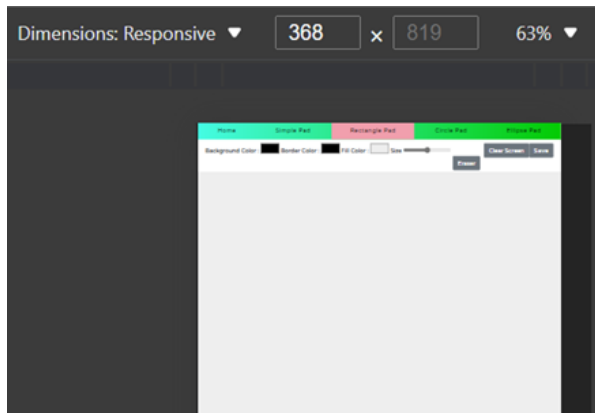 Dimensions: Responsive ▼ 368 × 819 63% ▼
Home Simple Pad Rectangle Pad Circle Pad Ellipse Pad
Background Color : Border Color : Fill Color : Size Clear Screen Save
Eraser